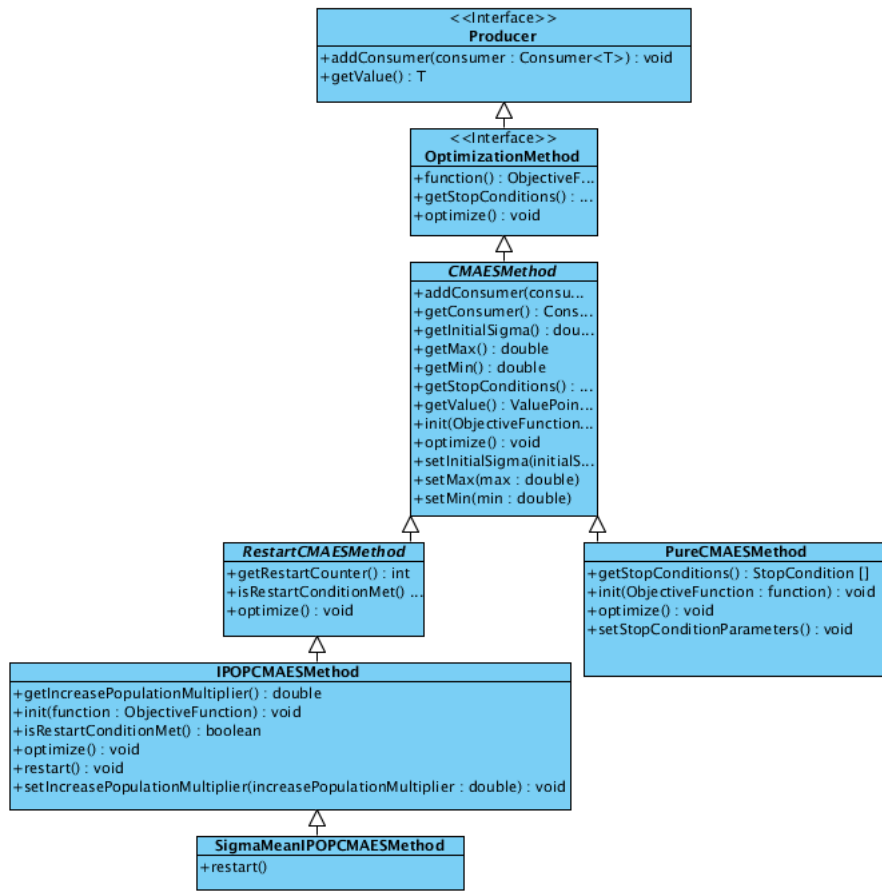 <<Interface>>
Producer
+addConsumer(consumer : Consumer<T>) : void
+getValue() : T
<<Interface>>
OptimizationMethod
+function() : ObjectiveF...
+getStopConditions() : ...
+optimize() : void
CMAESMethod
+addConsumer(consu...
+getConsumer() : Cons...
+getInitialSigma() : dou...
+getMax() : double
+getMin() : double
+getStopConditions() : ...
+getValue() : ValuePoin...
+init(ObjectiveFunction...
+optimize() : void
+setInitialSigma(initialS...
+setMax(max : double)
+setMin(min : double)
RestartCMAESMethod
+getRestartCounter() : int
+isRestartConditionMet() ...
+optimize() : void
PureCMAESMethod
+getStopConditions() : StopCondition []
+init(ObjectiveFunction : function) : void
+optimize() : void
+setStopConditionParameters() : void
IPOPCMAESMethod
+getIncreasePopulationMultiplier() : double
+init(function : ObjectiveFunction) : void
+isRestartConditionMet() : boolean
+optimize() : void
+restart() : void
+setIncreasePopulationMultiplier(increasePopulationMultiplier : double) : void
SigmaMeanIPOPCMAESMethod
+restart()